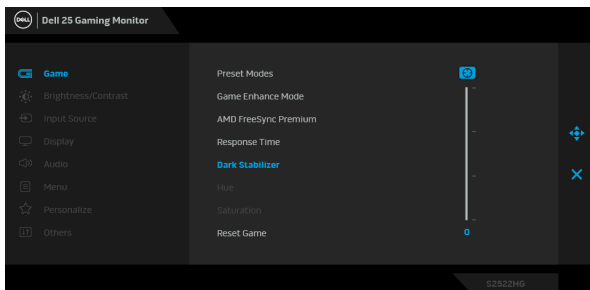 DELL Dell 25 Gaming Monitor
Game
Brightness/Contrast
Input Source
Display
Audio
Menu
Personalize
Others
Preset Modes
Game Enhance Mode
AMD FreeSync Premium
Response Time
Dark Stabilizer
Hue
Saturation
Reset Game
0
S2522HG